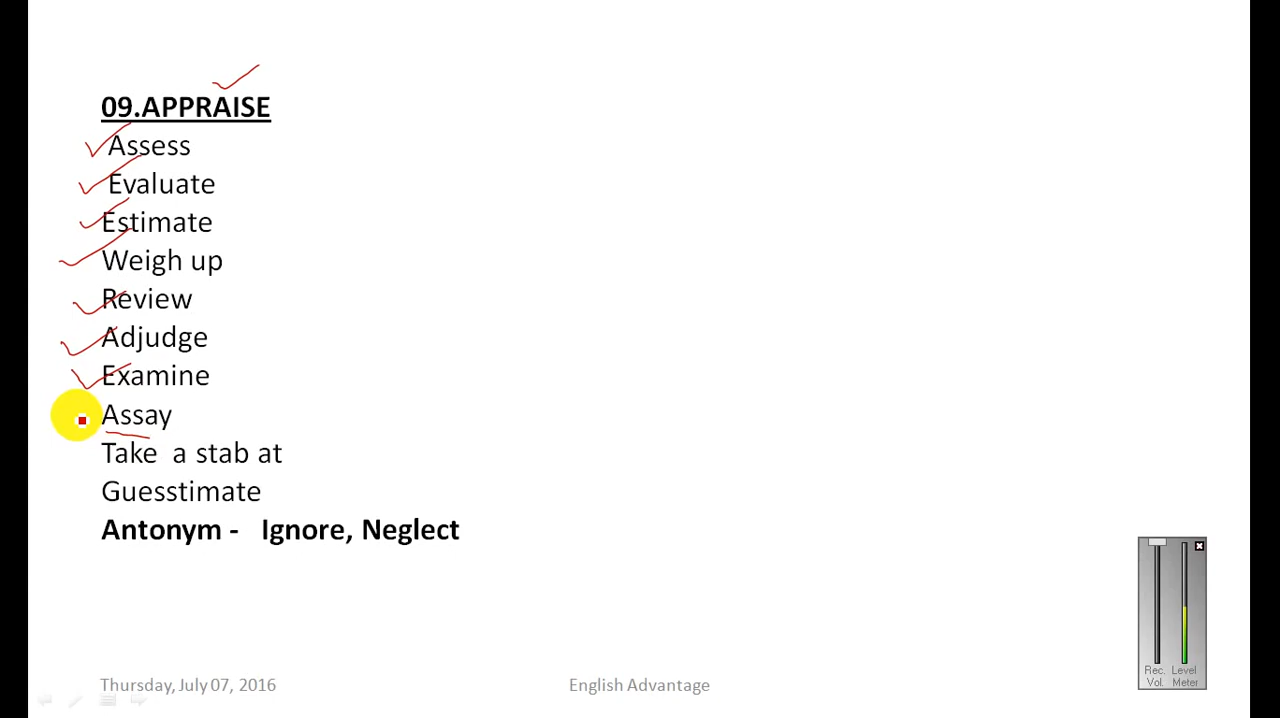 09.APPRAISE
Assess
Evaluate
Estimate
Weigh up
Review
Adjudge
Examine
Assay
Take a stab at
Guesstimate
Antonym - Ignore, Neglect
Rec. Level
Vol. Meter
Thursday, July 07, 2016 English Advantage